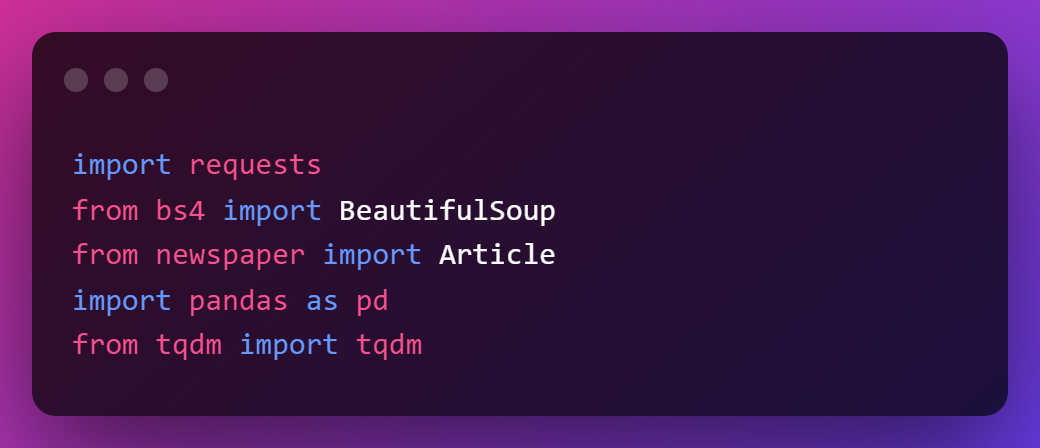 import requests
from bs4 import BeautifulSoup
from newspaper import Article
import pandas as pd
from tqdm import tqdm